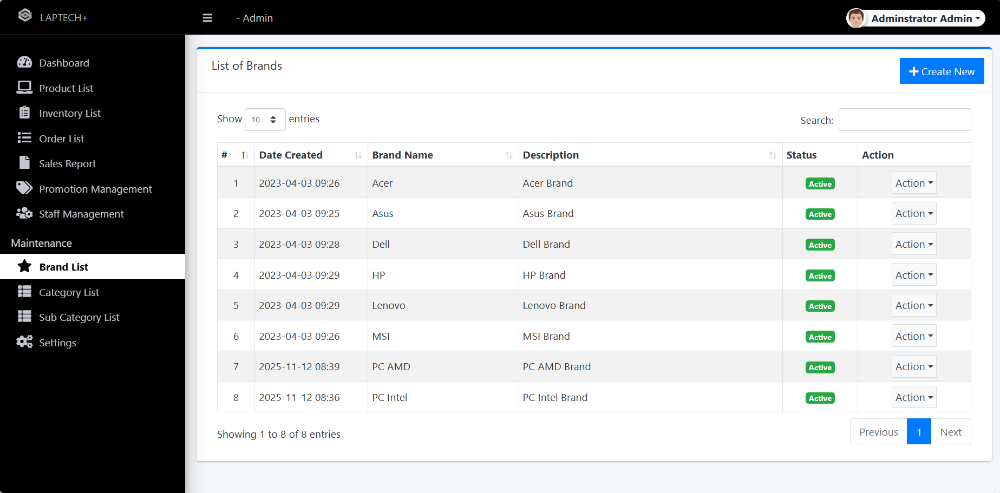 LAPTECH+
- Admin
Adminstrator Admin
Dashboard
Product List
Inventory List
Order List
Sales Report
Promotion Management
Staff Management
Maintenance
Brand List
Category List
Sub Category List
Settings
List of Brands
Create New
Show 10 entries
Search:
# Date Created Brand Name Description Status Action
1 2023-04-03 09:26 Acer Acer Brand Active Action
2 2023-04-03 09:25 Asus Asus Brand Active Action
3 2023-04-03 09:28 Dell Dell Brand Active Action
4 2023-04-03 09:29 HP HP Brand Active Action
5 2023-04-03 09:29 Lenovo Lenovo Brand Active Action
6 2023-04-03 09:26 MSI MSI Brand Active Action
7 2025-11-12 08:39 PC AMD PC AMD Brand Active Action
8 2025-11-12 08:36 PC Intel PC Intel Brand Active Action
Showing 1 to 8 of 8 entries
Previous 1 Next